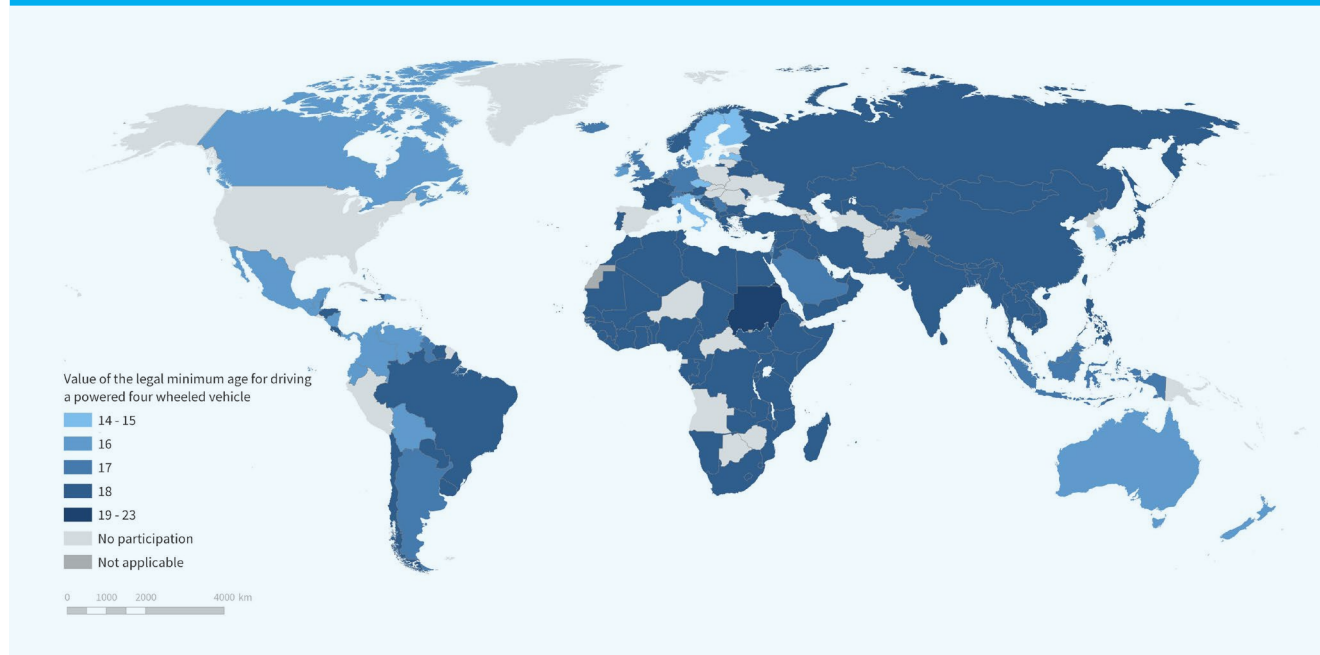 Value of the legal minimum age for driving
a powered four wheeled vehicle
14 - 15
16
17
18
19 - 23
No participation
Not applicable
0 1000 2000 4000 km